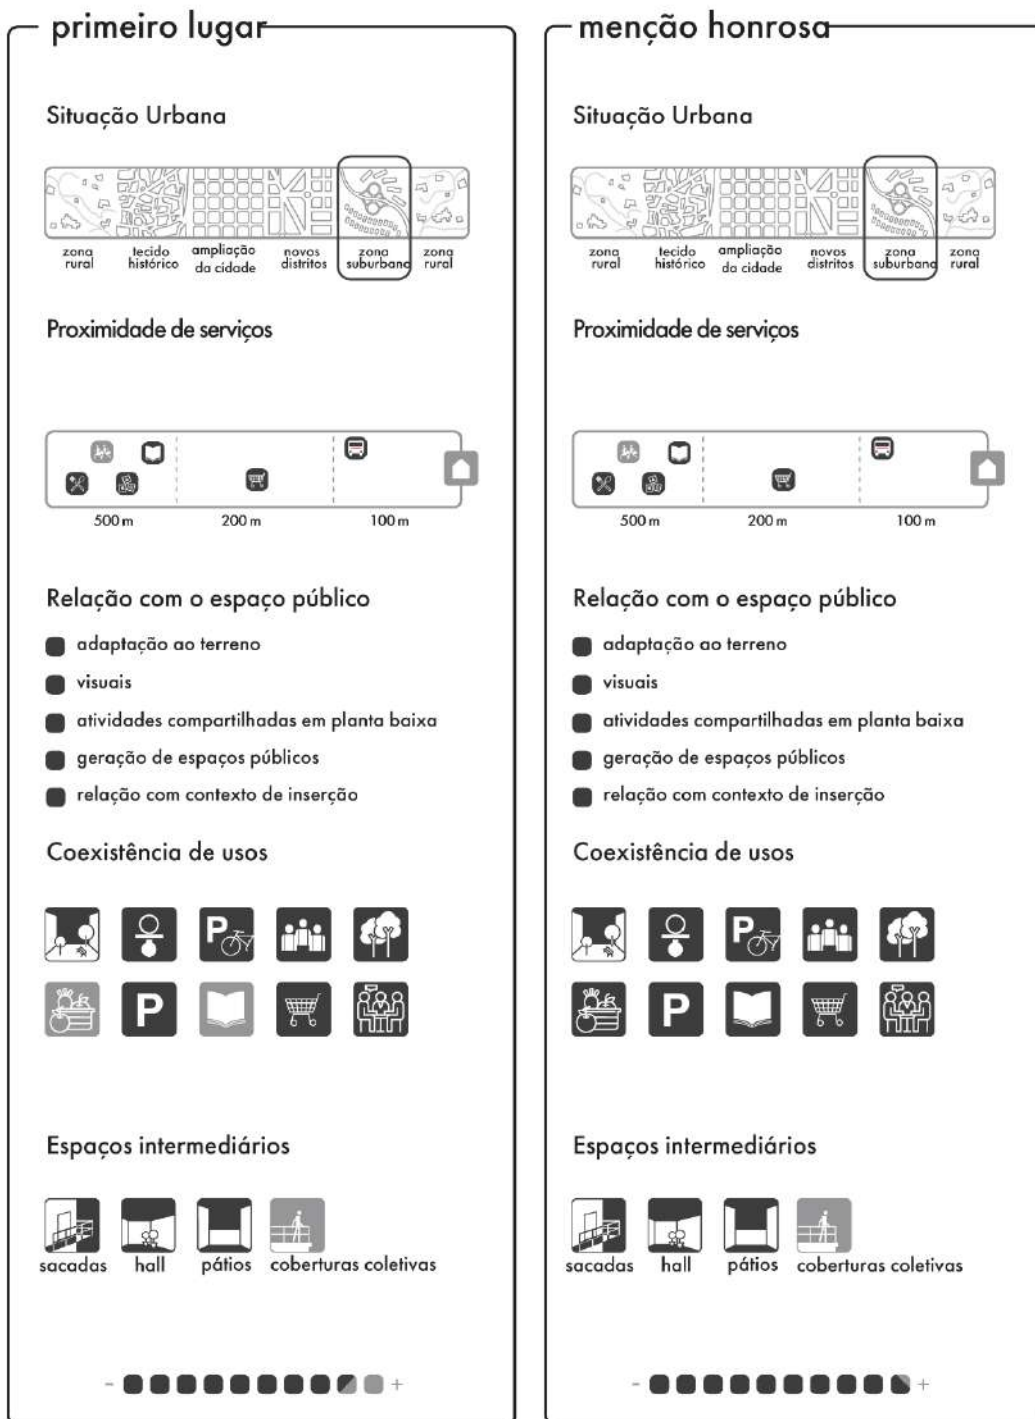 primeiro lugar
Situação Urbana
zona rural
tecido histórico
ampliação da cidade
novos distritos
zona suburbana
zona rural
Proximidade de serviços
500 m
200 m
100 m
Relação com o espaço público
adaptação ao terreno
visuais
atividades compartilhadas em planta baixa
geração de espaços públicos
relação com contexto de inserção
Coexistência de usos
P
P
Espaços intermediários
sacadas
hall
pátios
coberturas coletivas
- +
menção honrosa
Situação Urbana
zona rural
tecido histórico
ampliação da cidade
novos distritos
zona suburbana
zona rural
Proximidade de serviços
500 m
200 m
100 m
Relação com o espaço público
adaptação ao terreno
visuais
atividades compartilhadas em planta baixa
geração de espaços públicos
relação com contexto de inserção
Coexistência de usos
P
P
Espaços intermediários
sacadas
hall
pátios
coberturas coletivas
- +